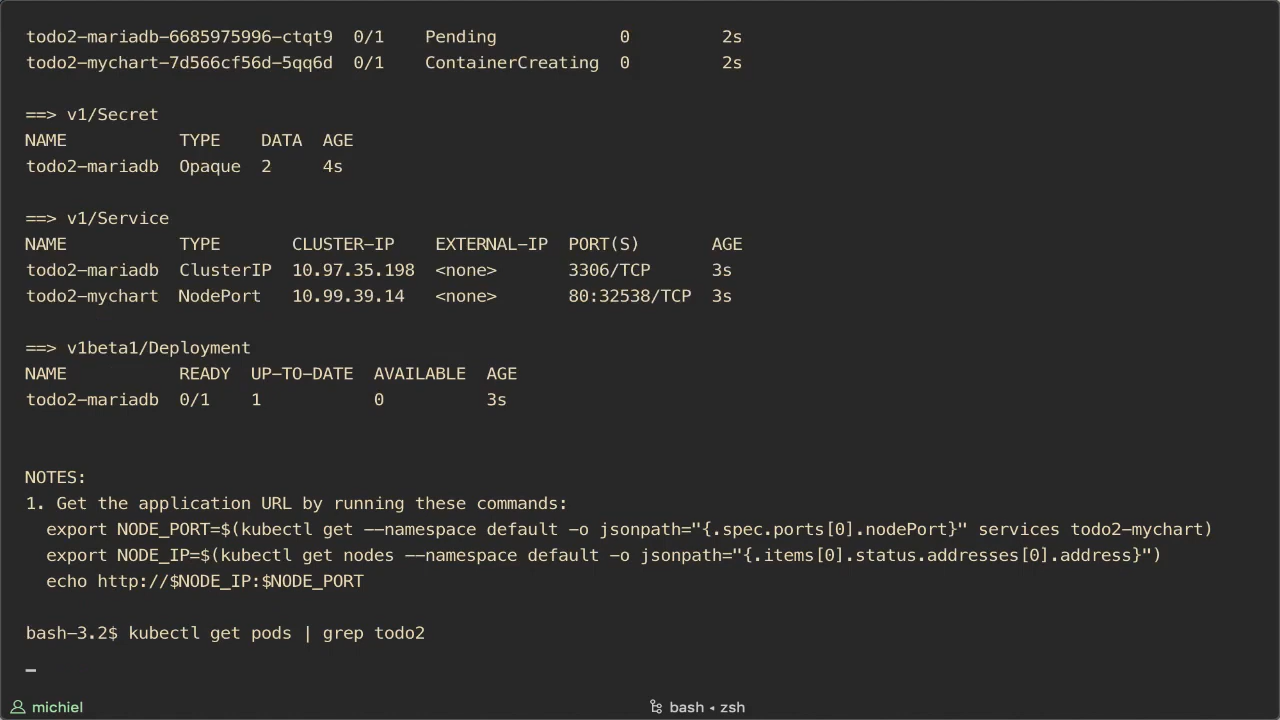 todo2-mariadb-6685975996-ctqt9  0/1    Pending            0         2s
todo2-mychart-7d566cf56d-5qq6d  0/1    ContainerCreating  0         2s
==> v1/Secret
NAME           TYPE    DATA  AGE
todo2-mariadb  Opaque  2     4s
==> v1/Service
NAME           TYPE       CLUSTER-IP    EXTERNAL-IP  PORT(S)       AGE
todo2-mariadb  ClusterIP  10.97.35.198  <none>       3306/TCP      3s
todo2-mychart  NodePort   10.99.39.14   <none>       80:32538/TCP  3s
==> v1beta1/Deployment
NAME           READY  UP-TO-DATE  AVAILABLE  AGE
todo2-mariadb  0/1    1           0          3s
NOTES:
1. Get the application URL by running these commands:
  export NODE_PORT=$(kubectl get --namespace default -o jsonpath="{.spec.ports[0].nodePort}" services todo2-mychart)
  export NODE_IP=$(kubectl get nodes --namespace default -o jsonpath="{.items[0].status.addresses[0].address}")
  echo http://$NODE_IP:$NODE_PORT
bash-3.2$ kubectl get pods | grep todo2
michiel
bash • zsh